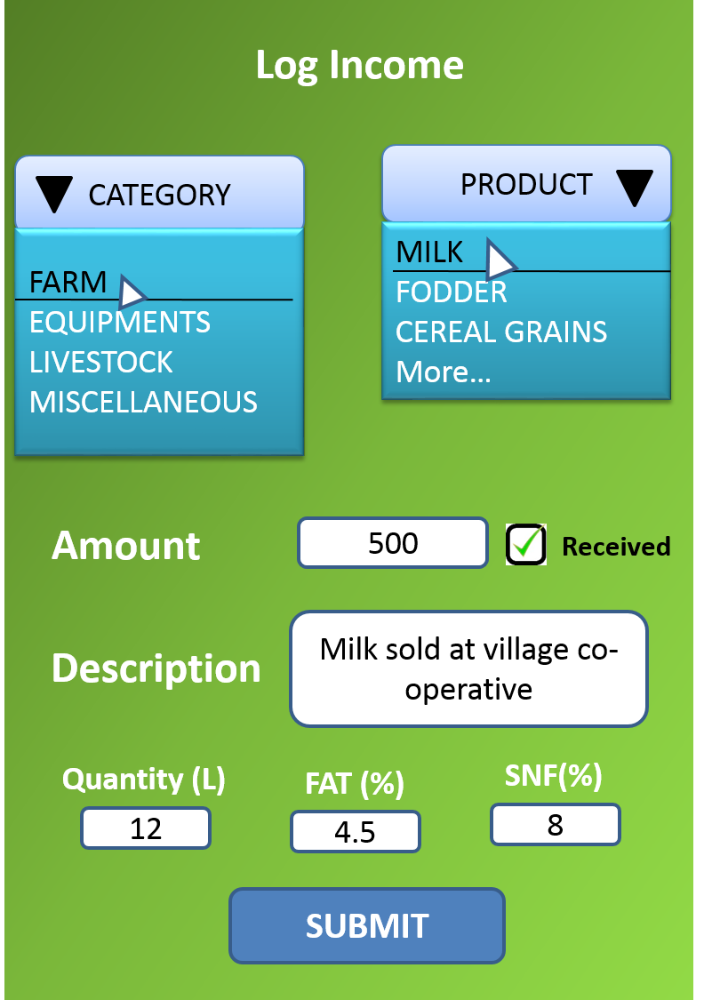 Log Income
CATEGORY
FARM
EQUIPMENTS
LIVESTOCK
MISCELLANEOUS
PRODUCT
MILK
FODDER
CEREAL GRAINS
More...
Amount
500
Received
Description
Milk sold at village co-
operative
Quantity (L)
12
FAT (%)
4.5
SNF(%)
8
SUBMIT